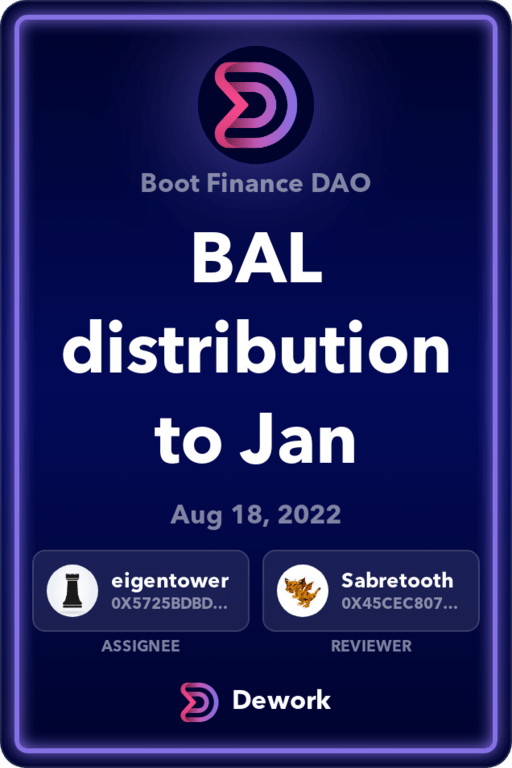 Boot Finance DAO
BAL
distribution
to Jan
Aug 18, 2022
eigentower
0X5725BDBD...
Sabretooth
0X45CEC807...
ASSIGNEE
REVIEWER
Dework